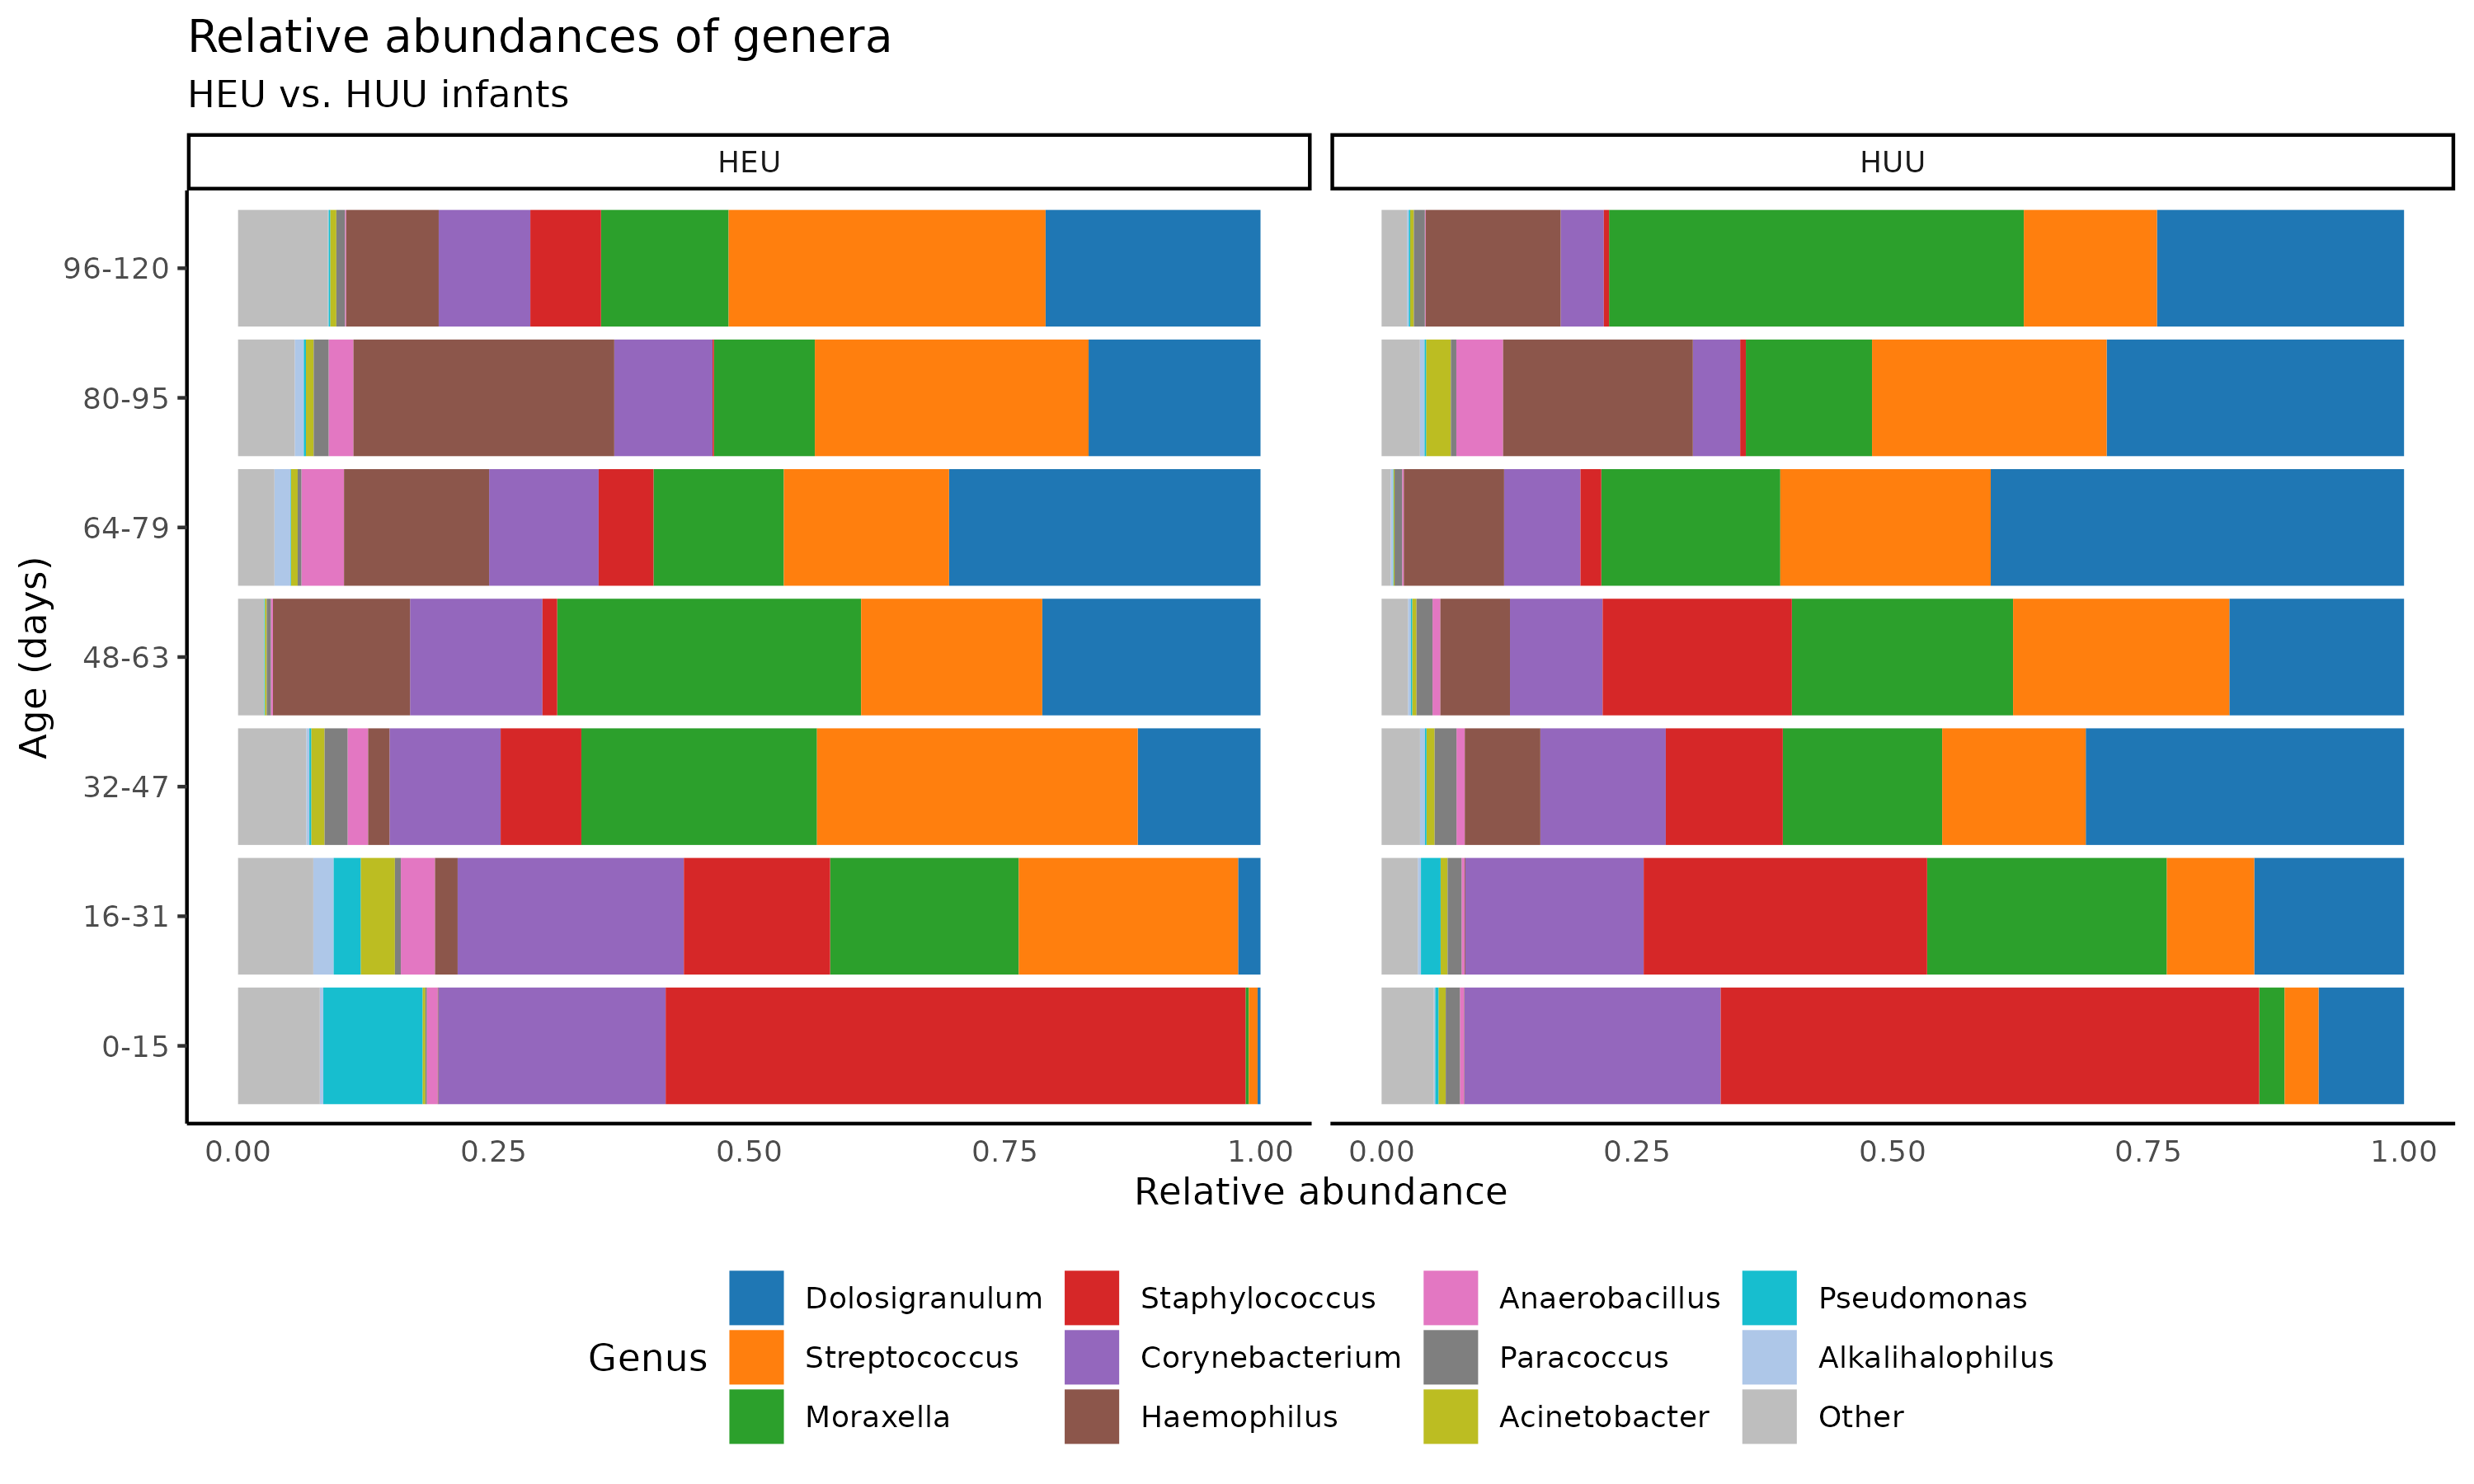 Relative abundances of genera
HEU vs. HUU infants
HEU
HUU
Age (days)
96-120
80-95
64-79
48-63
32-47
16-31
0-15
0.00 0.25 0.50 0.75 1.00 0.00 0.25 0.50 0.75 1.00
Relative abundance
Genus
Dolosigranulum
Streptococcus
Moraxella
Staphylococcus
Corynebacterium
Haemophilus
Anaerobacillus
Paracoccus
Acinetobacter
Pseudomonas
Alkalihalophilus
Other